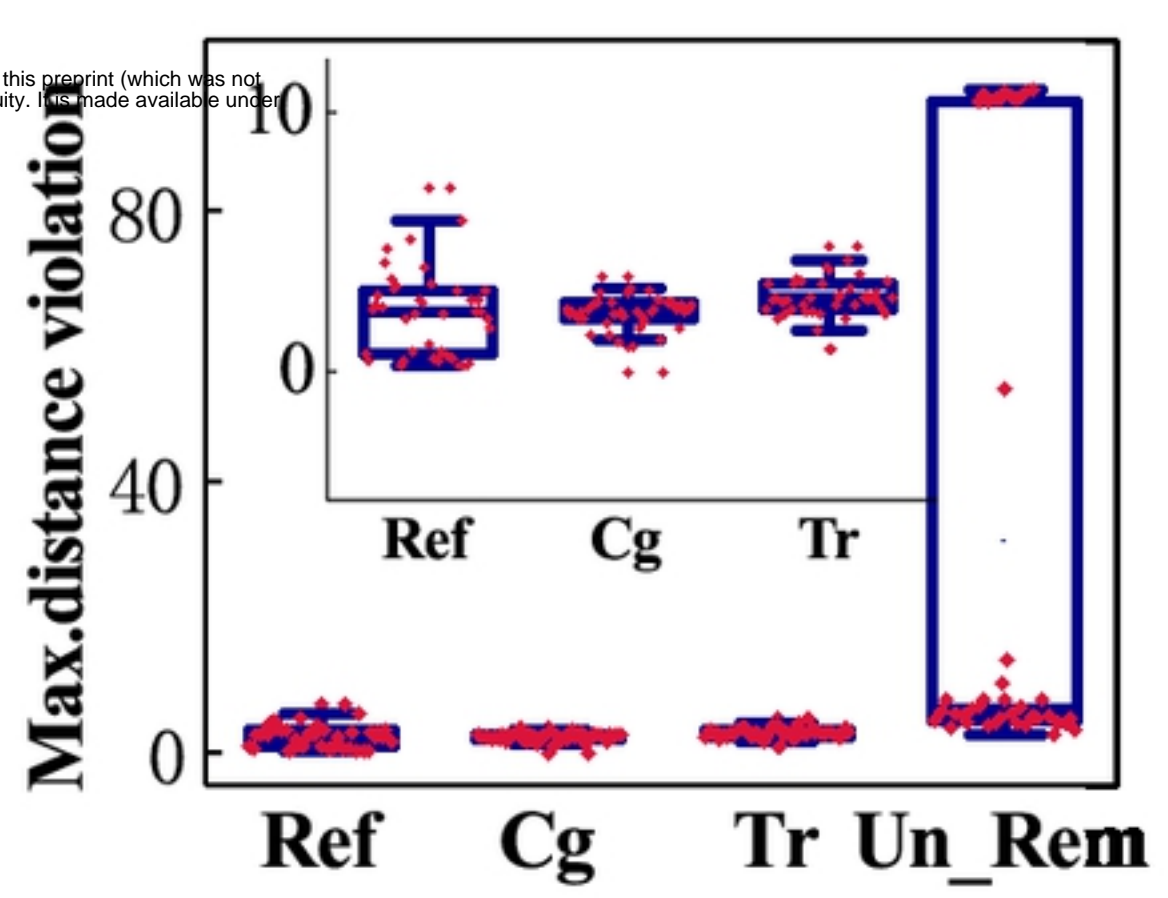 this preprint (which was not
uity. It is made available under
Max.distance violation
10
80
0
40
Ref Cg Tr
0
Ref Cg Tr Un_Rem